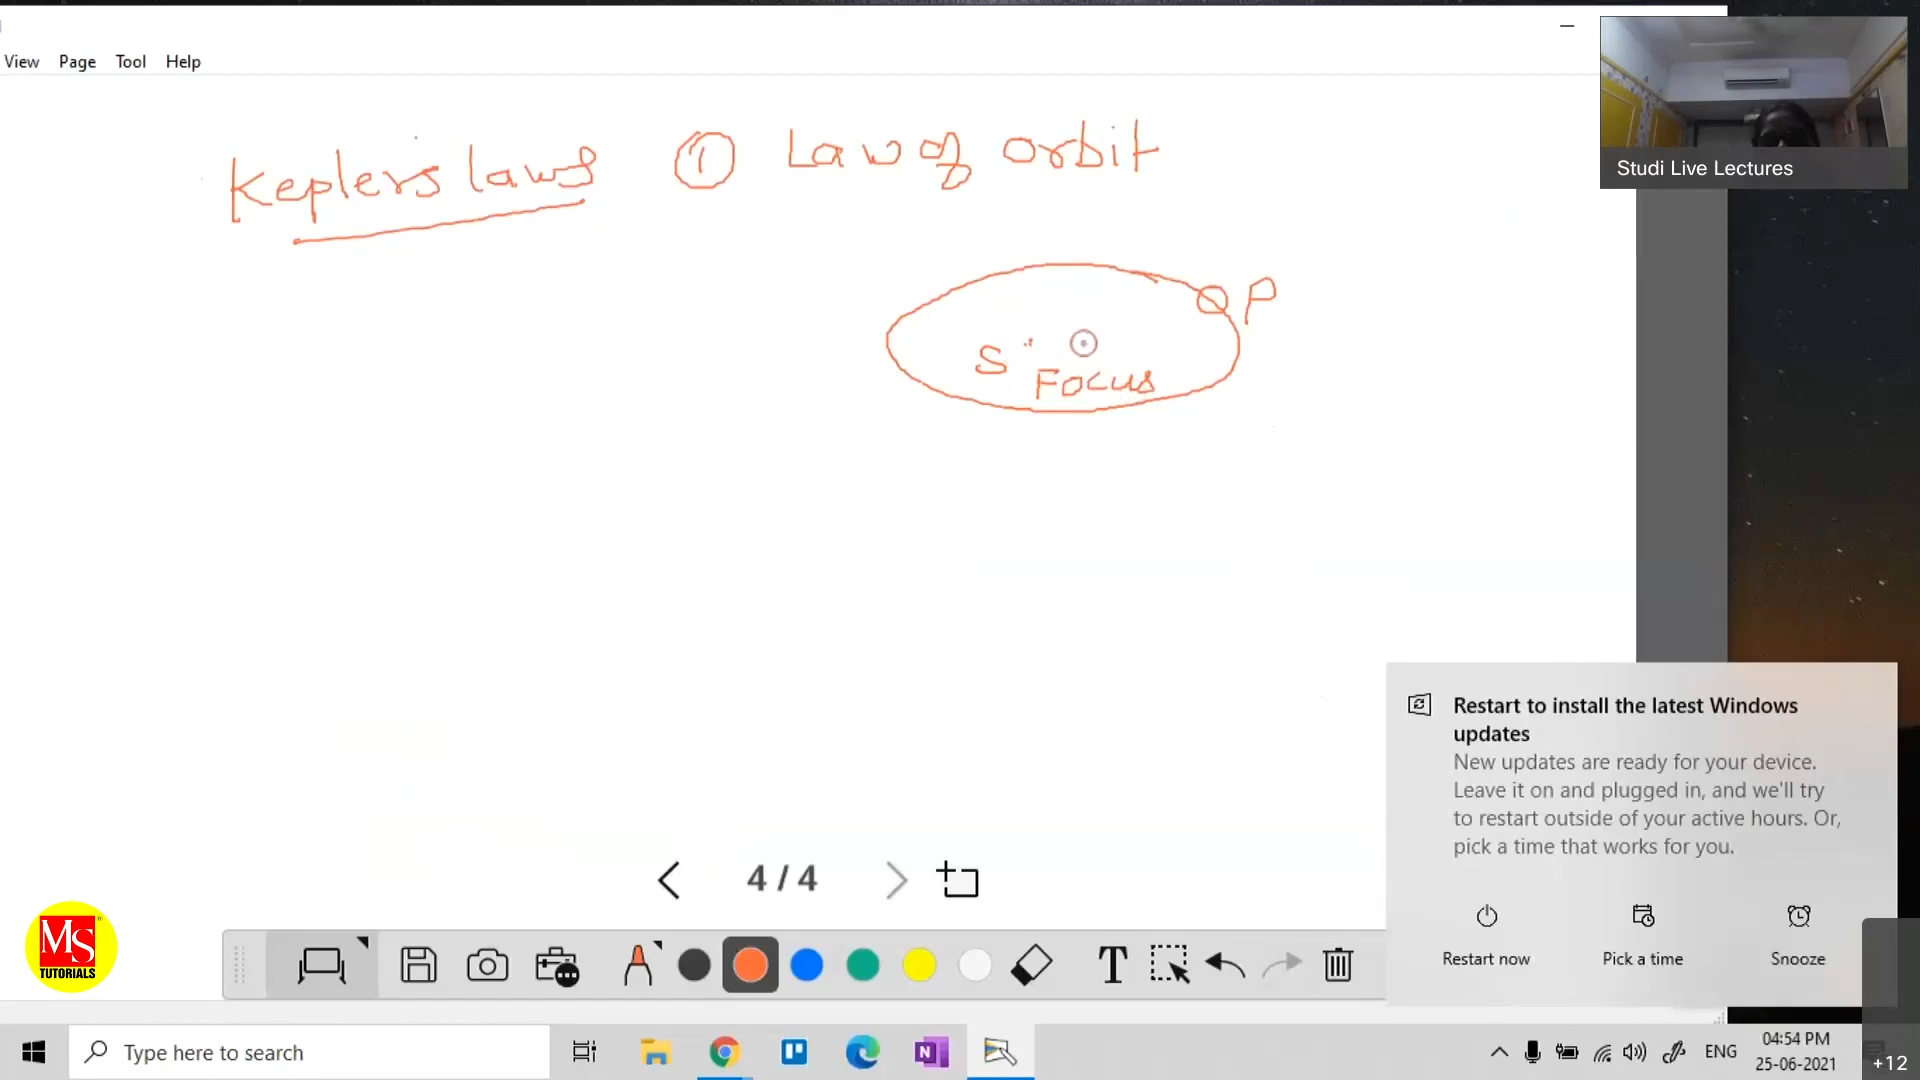 View Page Tool Help
Studi Live Lectures
Kepler's laws ① Law of orbit
P
S
Focus
Restart to install the latest Windows
updates
New updates are ready for your device.
Leave it on and plugged in, and we'll try
to restart outside of your active hours. Or,
pick a time that works for you.
Restart now Pick a time Snooze
4 / 4
MS
TUTORIALS
T
Type here to search
N
ENG
04:54 PM
25-06-2021
+12